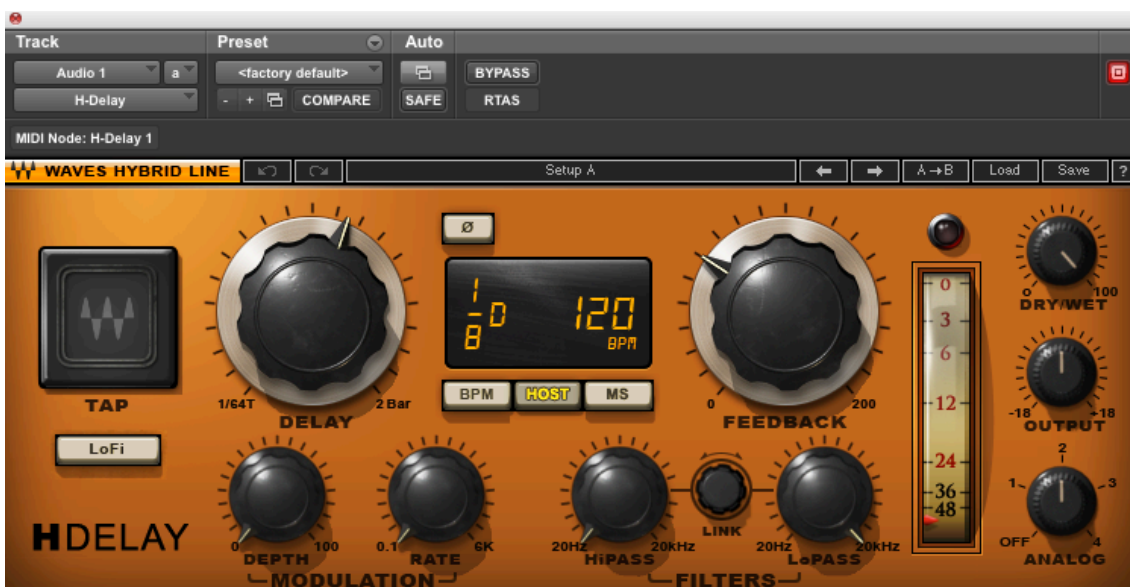 Track Preset Auto
Audio 1 a <factory default> BYPASS
H-Delay - + COMPARE SAFE RTAS
MIDI Node: H-Delay 1
WAVES HYBRID LINE Setup A A→B Load Save ?
Ø
1/8 D 120
BPM
BPM HOST MS
TAP
LoFi
1/64T 2 Bar
DELAY
0 200
FEEDBACK
0
3
6
12
24
36
48
0 100
DRY/WET
-18 +18
OUTPUT
OFF 1 2 3 4
ANALOG
0 100
DEPTH
0.1 6K
RATE
MODULATION
20Hz 20kHz
HiPASS
LINK
20Hz 20kHz
LoPASS
FILTERS
H DELAY